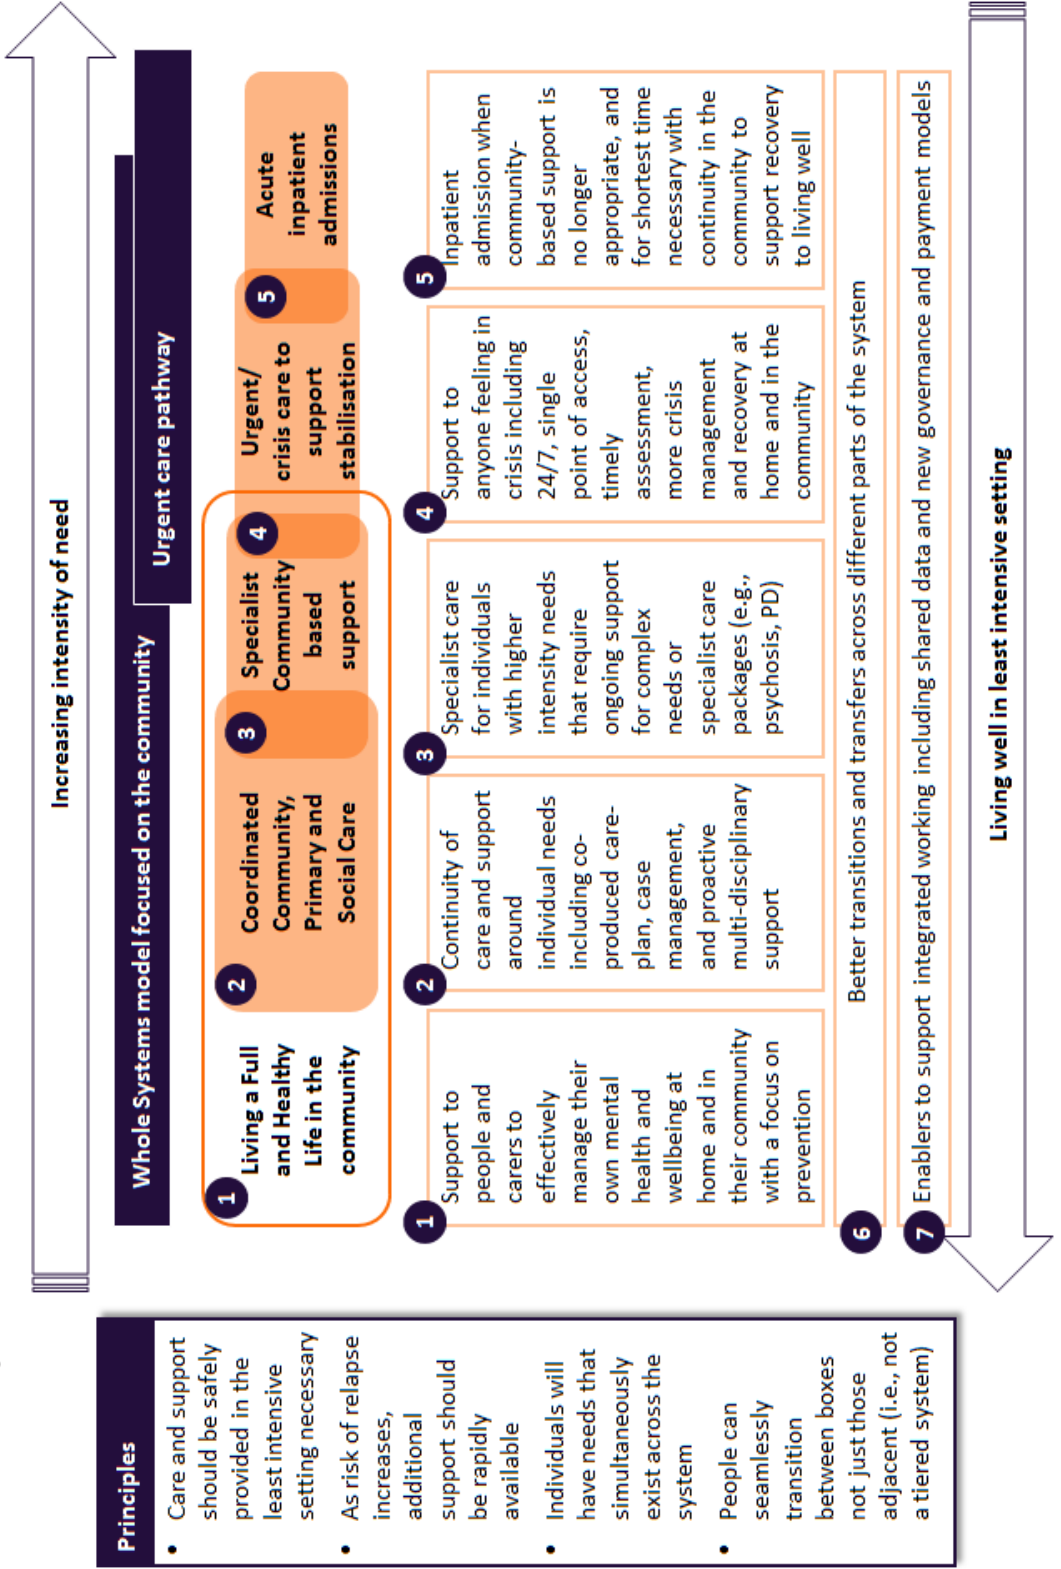 Increasing intensity of need
Whole Systems model focused on the community
Urgent care pathway
Principles
• Care and support
should be safely
provided in the
least intensive
setting necessary
• As risk of relapse
increases,
additional
support should
be rapidly
available
• Individuals will
have needs that
simultaneously
exist across the
system
• People can
seamlessly
transition
between boxes
not just those
adjacent (i.e., not
a tiered system)
1
Living a Full
and Healthy
Life in the
community
2
Coordinated
Community,
Primary and
Social Care
3
Specialist
Community
based
support
4
Urgent/
crisis care to
support
stabilisation
5
Acute
inpatient
admissions
1
Support to
people and
carers to
effectively
manage their
own mental
health and
wellbeing at
home and in
their community
with a focus on
prevention
2
Continuity of
care and support
around
individual needs
including co-
produced care-
plan, case
management,
and proactive
multi-disciplinary
support
3
Specialist care
for individuals
with higher
intensity needs
that require
ongoing support
for complex
needs or
specialist care
packages (e.g.,
psychosis, PD)
4
Support to
anyone feeling in
crisis including
24/7, single
point of access,
timely
assessment,
more crisis
management
and recovery at
home and in the
community
5
Inpatient
admission when
community-
based support is
no longer
appropriate, and
for shortest time
necessary with
continuity in the
community to
support recovery
to living well
6
Better transitions and transfers across different parts of the system
7
Enablers to support integrated working including shared data and new governance and payment models
Living well in least intensive setting